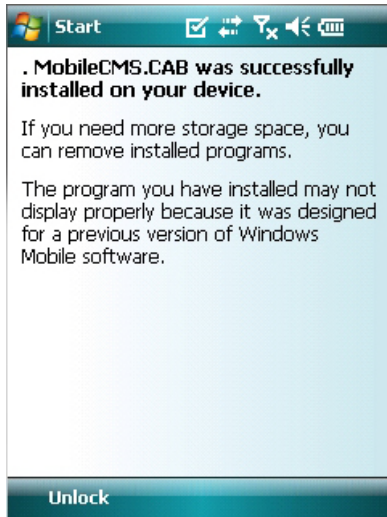 Start
. MobileCMS.CAB was successfully
installed on your device.
If you need more storage space, you
can remove installed programs.
The program you have installed may not
display properly because it was designed
for a previous version of Windows
Mobile software.
Unlock